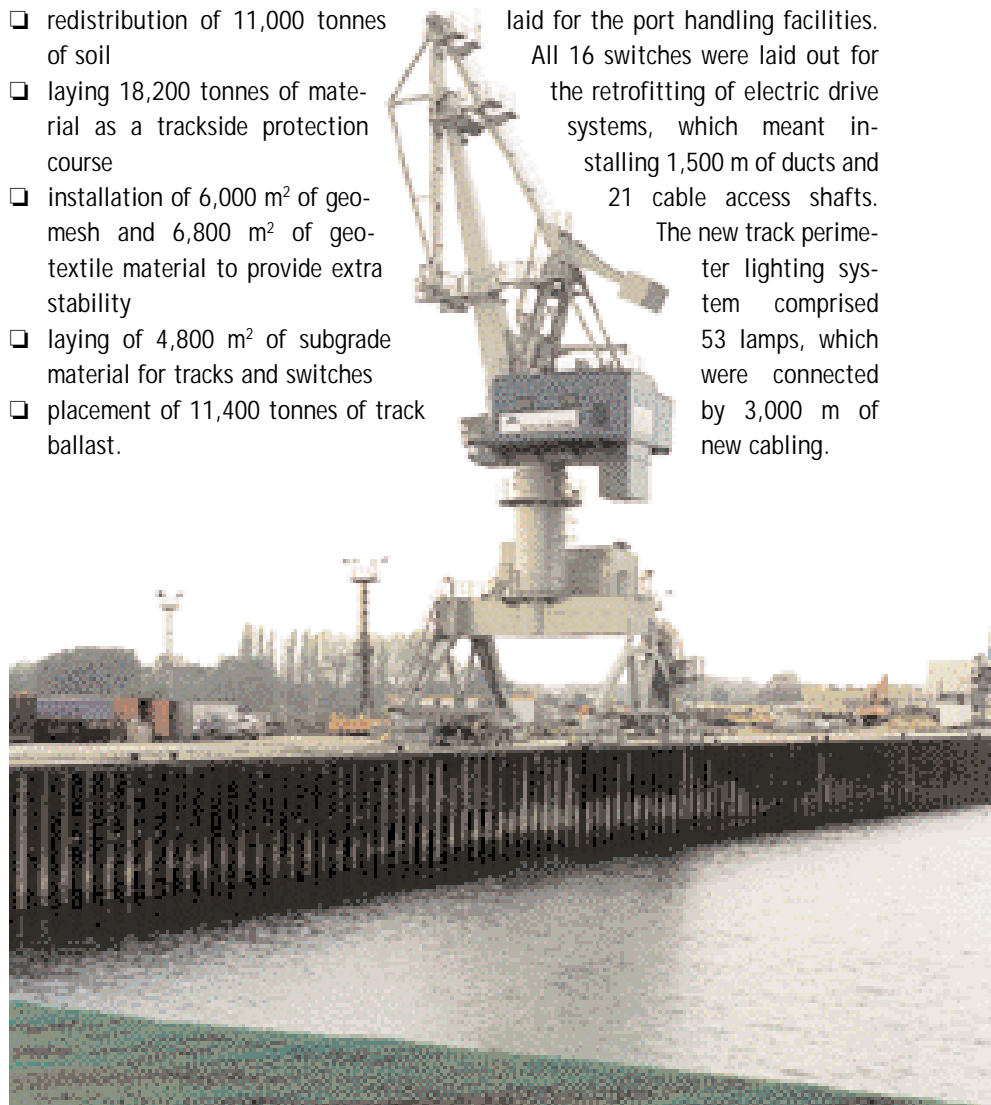 ❏ redistribution of 11,000 tonnes
of soil
❏ laying 18,200 tonnes of mate-
rial as a trackside protection
course
❏ installation of 6,000 m² of geo-
mesh and 6,800 m² of geo-
textile material to provide extra
stability
❏ laying of 4,800 m² of subgrade
material for tracks and switches
❏ placement of 11,400 tonnes of track
ballast.
laid for the port handling facilities.
All 16 switches were laid out for
the retrofitting of electric drive
systems, which meant in-
stalling 1,500 m of ducts and
21 cable access shafts.
The new track perime-
ter lighting sys-
tem comprised
53 lamps, which
were connected
by 3,000 m of
new cabling.